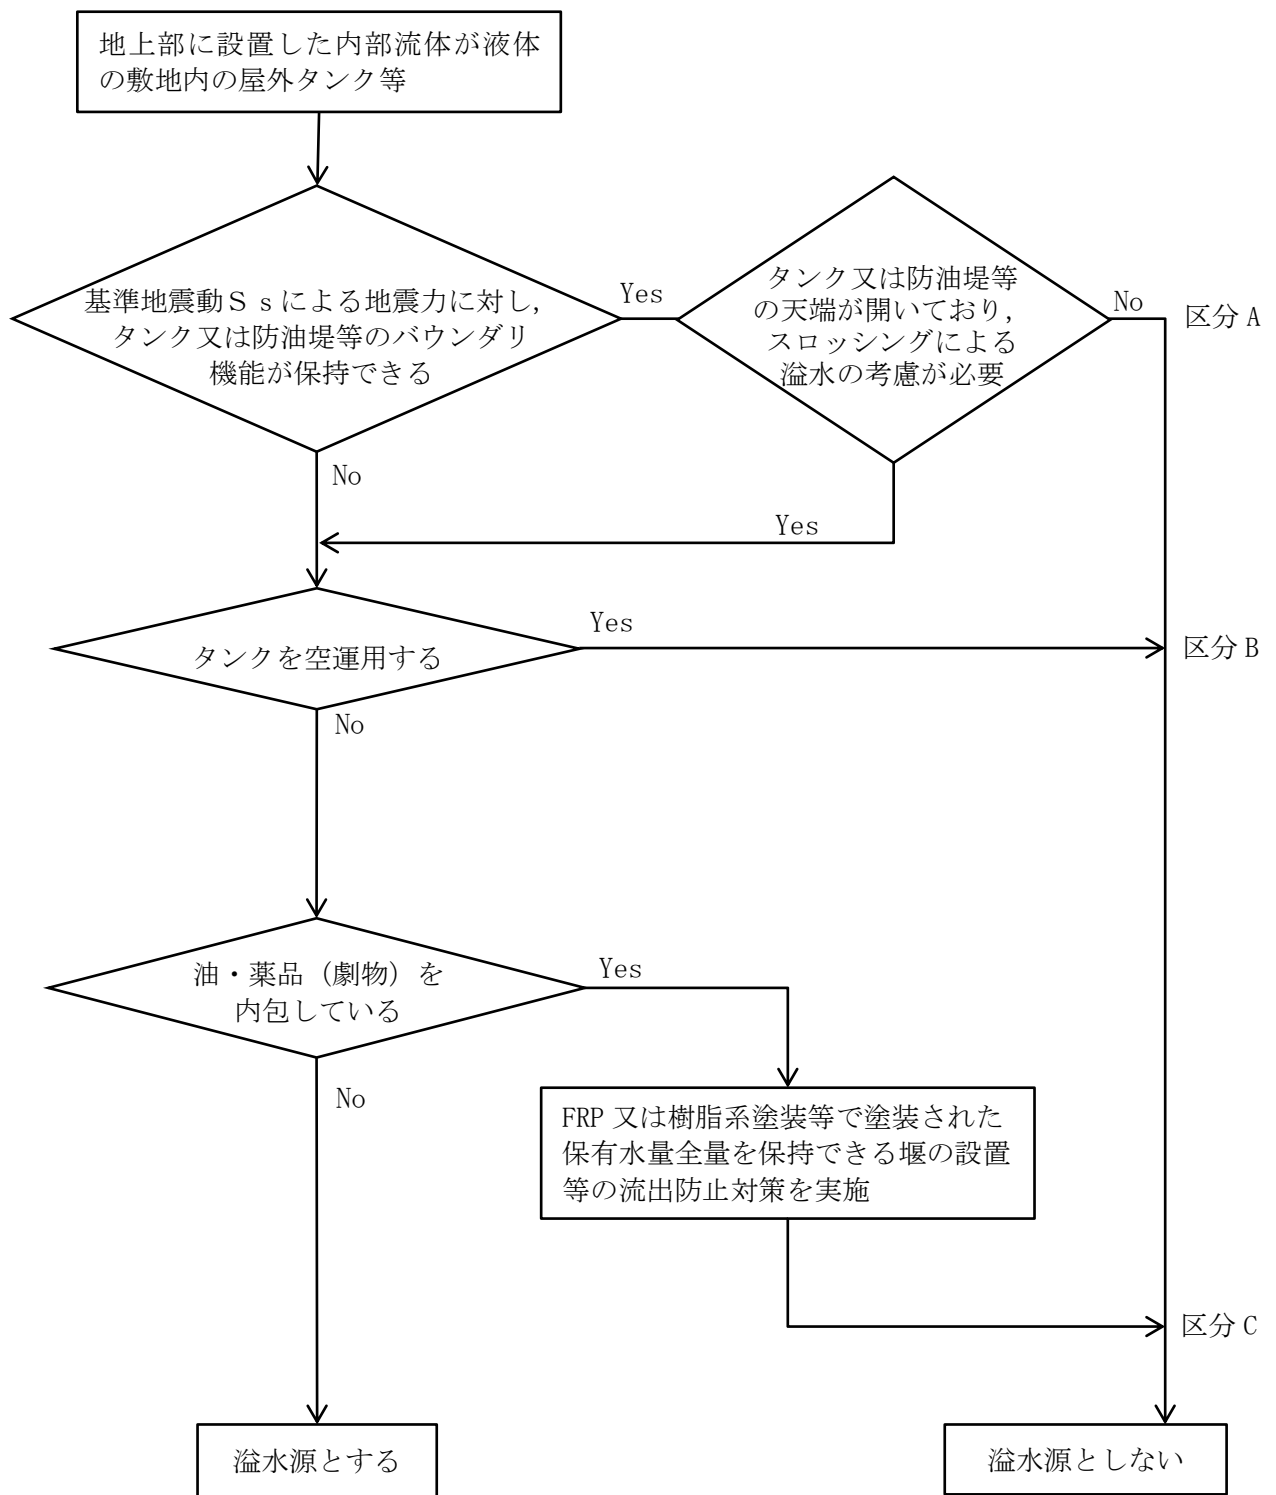 地上部に設置した内部流体が液体
の敷地内の屋外タンク等
基準地震動Ｓｓによる地震力に対し,
タンク又は防油堤等のバウンダリ
機能が保持できる
Yes
タンク又は防油堤等
の天端が開いており,
スロッシングによる
溢水の考慮が必要
No
区分 A
No
Yes
タンクを空運用する
Yes
区分 B
No
油・薬品（劇物）を
内包している
Yes
No
FRP 又は樹脂系塗装等で塗装された
保有水量全量を保持できる堰の設置
等の流出防止対策を実施
区分 C
溢水源とする
溢水源としない